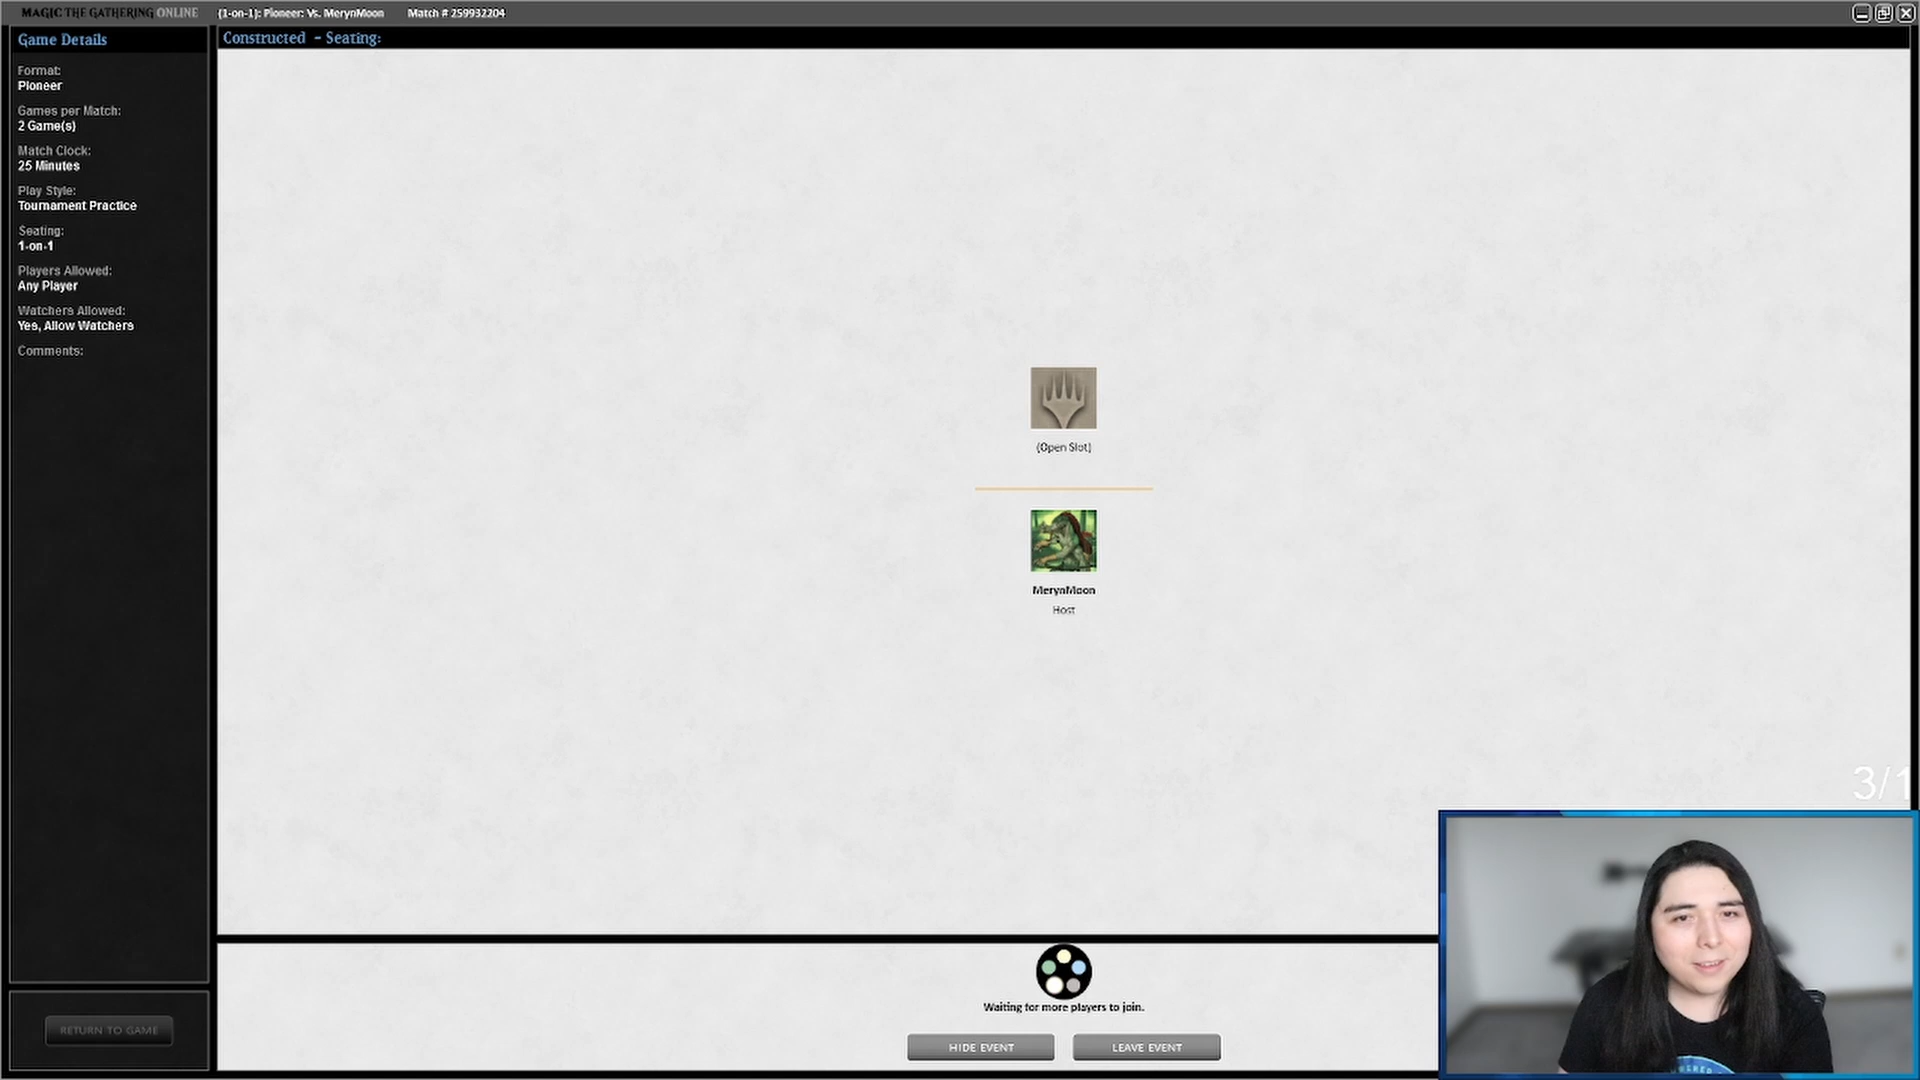 MAGIC THE GATHERING ONLINE
(1-on-1): Pioneer: Vs. MerynMoon
Match # 259932204
Game Details
Constructed - Seating:
Format:
Pioneer
Games per Match:
2 Game(s)
Match Clock:
25 Minutes
Play Style:
Tournament Practice
Seating:
1-on-1
Players Allowed:
Any Player
Watchers Allowed:
Yes, Allow Watchers
Comments:
(Open Slot)
MerynMoon
Host
3/1
Waiting for more players to join.
RETURN TO GAME
HIDE EVENT
LEAVE EVENT